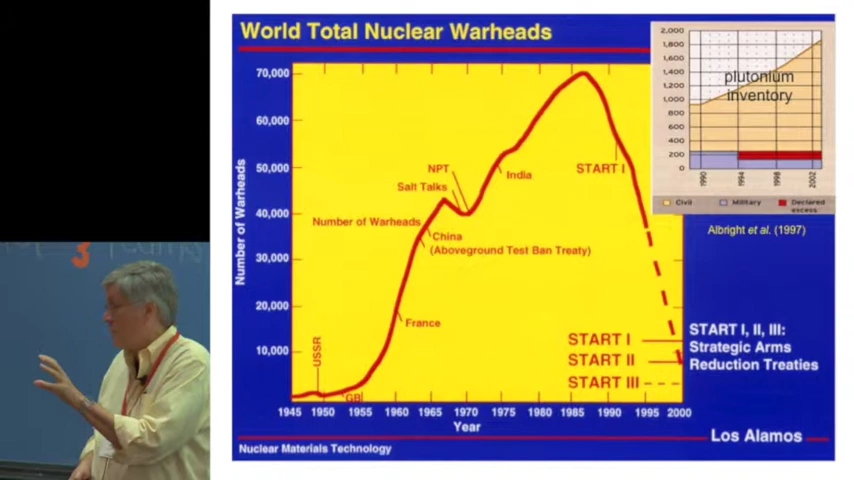 World Total Nuclear Warheads
2,000
1,800
1,600
1,400
1,200
1,000
800
600
400
200
0
plutonium
inventory
1990
1994
1998
2002
Civil
Military
Declared
excess
Albright et al. (1997)
Number of Warheads
70,000
60,000
50,000
40,000
30,000
20,000
10,000
NPT
Salt Talks
India
START I
Number of Warheads
China
(Aboveground Test Ban Treaty)
France
USSR
GB
START I
START II
START III
START I, II, III:
Strategic Arms
Reduction Treaties
1945 1950 1955 1960 1965 1970 1975 1980 1985 1990 1995 2000
Year
Los Alamos
Nuclear Materials Technology
3